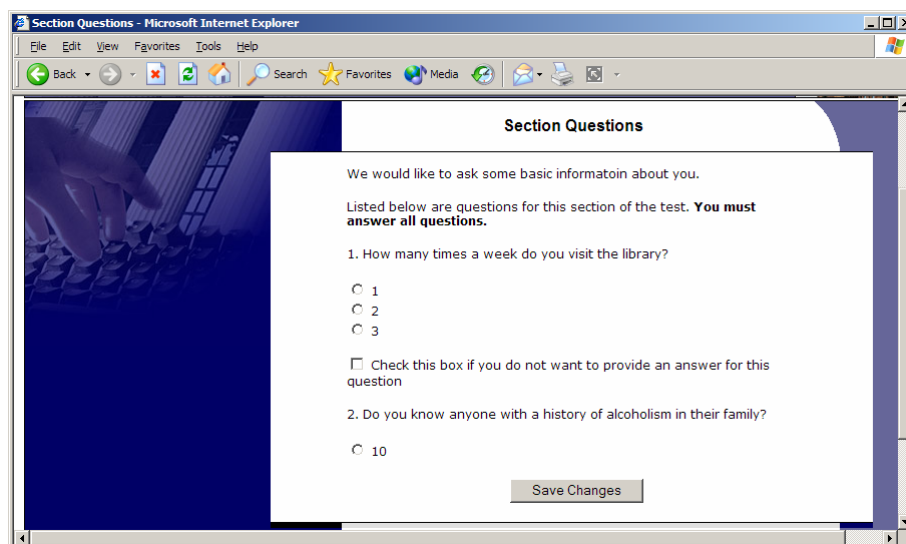 Section Questions - Microsoft Internet Explorer
File Edit View Favorites Tools Help
Back Search Favorites Media
Section Questions
We would like to ask some basic informatoin about you.
Listed below are questions for this section of the test. You must
answer all questions.
1. How many times a week do you visit the library?
1
2
3
Check this box if you do not want to provide an answer for this
question
2. Do you know anyone with a history of alcoholism in their family?
10
Save Changes